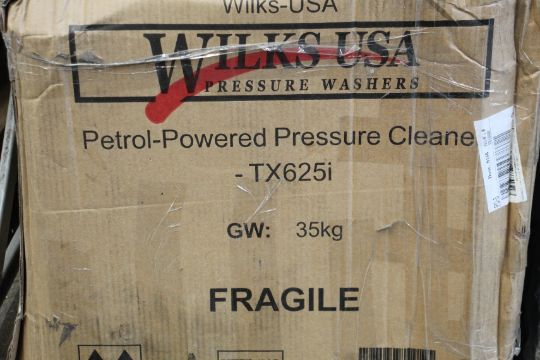 Wilks-USA
WILKS USA
PRESSURE WASHERS
Petrol-Powered Pressure Cleane
- TX625i
GW: 35kg
FRAGILE